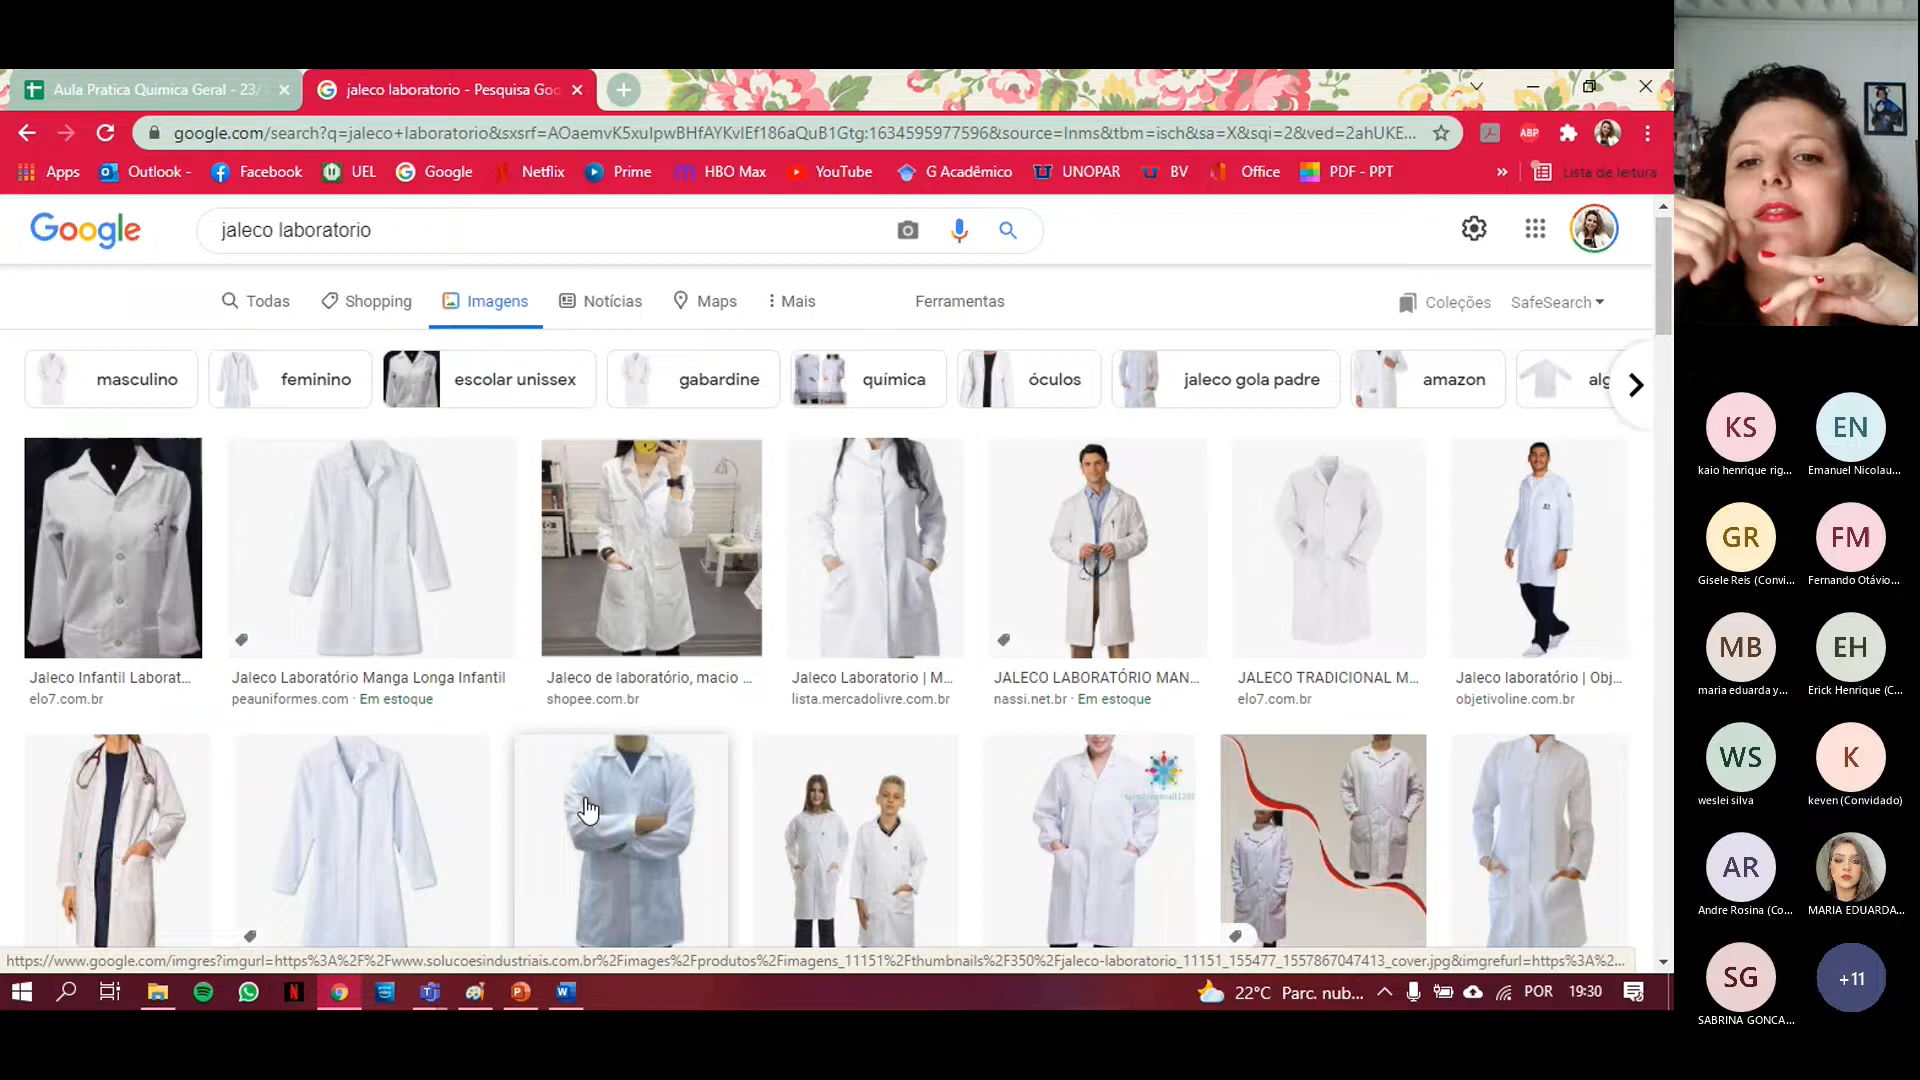 Aula Pratica Quimica Geral - 23/
jaleco laboratorio - Pesquisa Goo
google.com/search?q=jaleco+laboratorio&sxsrf=AOaemvK5xuIpwBHfAYKvIEf186aQuB1Gtg:1634595977596&source=lnms&tbm=isch&sa=X&sqi=2&ved=2ahUKE...
ABP
Apps Outlook - Facebook UEL Google Netflix Prime HBO Max YouTube G Acadêmico UNOPAR BV Office PDF - PPT » Lista de leitura
Google
jaleco laboratorio
Todas Shopping Imagens Notícias Maps Mais Ferramentas Coleções SafeSearch
masculino feminino escolar unissex gabardine química óculos jaleco gola padre amazon alg
Jaleco Infantil Laborat...
elo7.com.br
Jaleco Laboratório Manga Longa Infantil
peauniformes.com · Em estoque
Jaleco de laboratório, macio ...
shopee.com.br
Jaleco Laboratorio | M...
lista.mercadolivre.com.br
JALECO LABORATÓRIO MAN...
nassi.net.br · Em estoque
JALECO TRADICIONAL M...
elo7.com.br
Jaleco laboratório | Obj...
objetivoline.com.br
https://www.google.com/imgres?imgurl=https%3A%2F%2Fwww.solucoesindustriais.com.br%2Fimages%2Fprodutos%2Fimagens_11151%2Fthumbnails%2F350%2Fjaleco-laboratorio_11151_155477_1557867047413_cover.jpg&imgrefurl=https%3A%2...
22°C Parc. nub... POR 19:30
KS
kaio henrique rig...
EN
Emanuel Nicolau...
GR
Gisele Reis (Convi...
FM
Fernando Otávio...
MB
maria eduarda y...
EH
Erick Henrique (C...
WS
weslei silva
K
keven (Convidado)
AR
Andre Rosina (Co...
MARIA EDUARDA...
SG
SABRINA GONCA...
+11